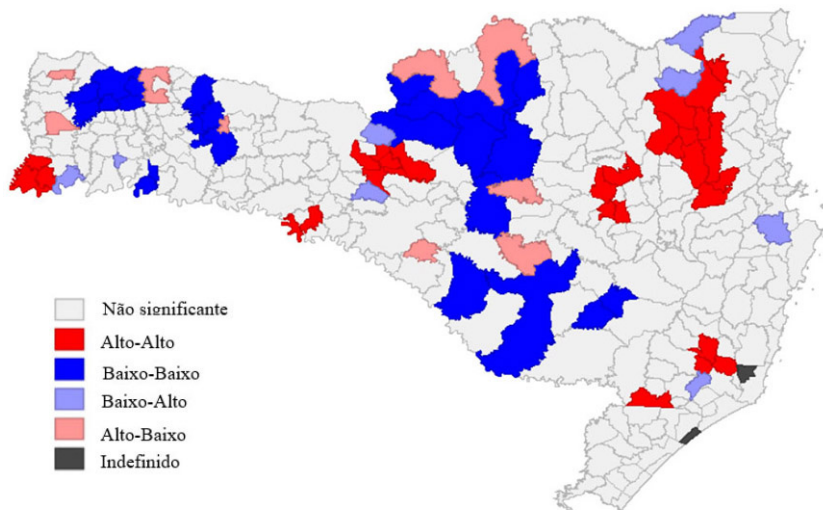 Não significante
Alto-Alto
Baixo-Baixo
Baixo-Alto
Alto-Baixo
Indefinido